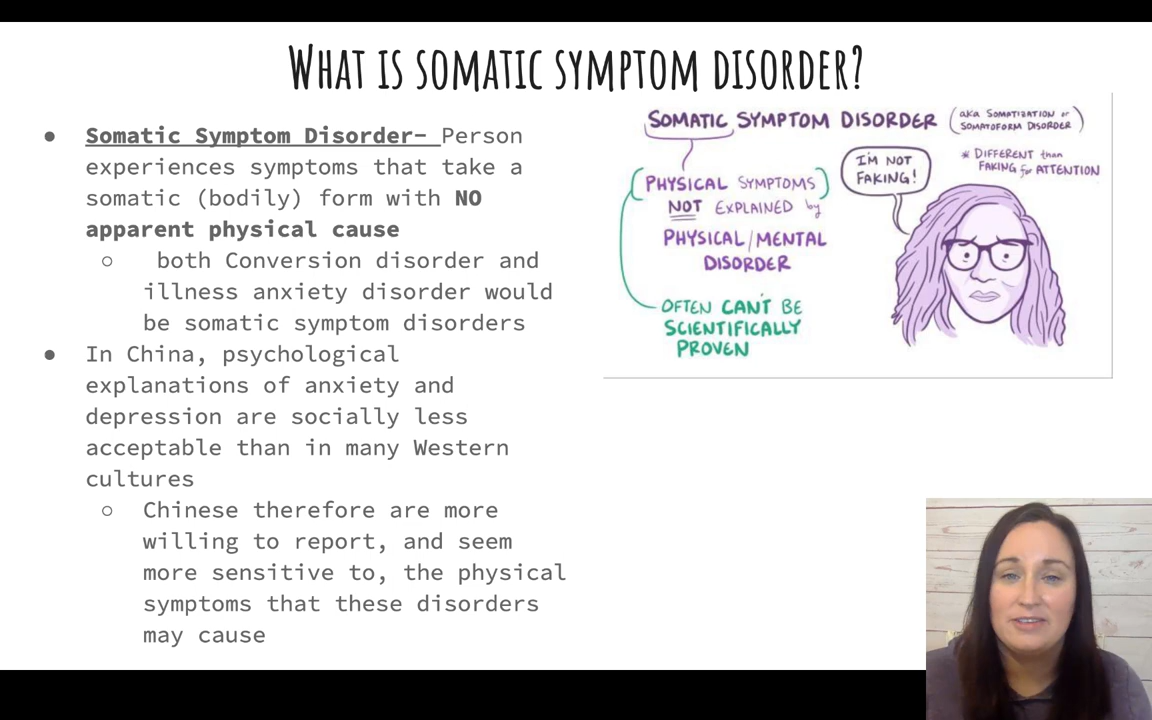 WHAT IS SOMATIC SYMPTOM DISORDER?
● Somatic Symptom Disorder- Person
experiences symptoms that take a
somatic (bodily) form with NO
apparent physical cause
○ both Conversion disorder and
illness anxiety disorder would
be somatic symptom disorders
● In China, psychological
explanations of anxiety and
depression are socially less
acceptable than in many Western
cultures
○ Chinese therefore are more
willing to report, and seem
more sensitive to, the physical
symptoms that these disorders
may cause
SOMATIC SYMPTOM DISORDER
(aka SOMATIZATION or
SOMATOFORM DISORDER)
* DIFFERENT than
FAKING for ATTENTION
I'M NOT
FAKING!
(PHYSICAL SYMPTOMS)
NOT EXPLAINED by
PHYSICAL/MENTAL
DISORDER
OFTEN CAN'T BE
SCIENTIFICALLY
PROVEN